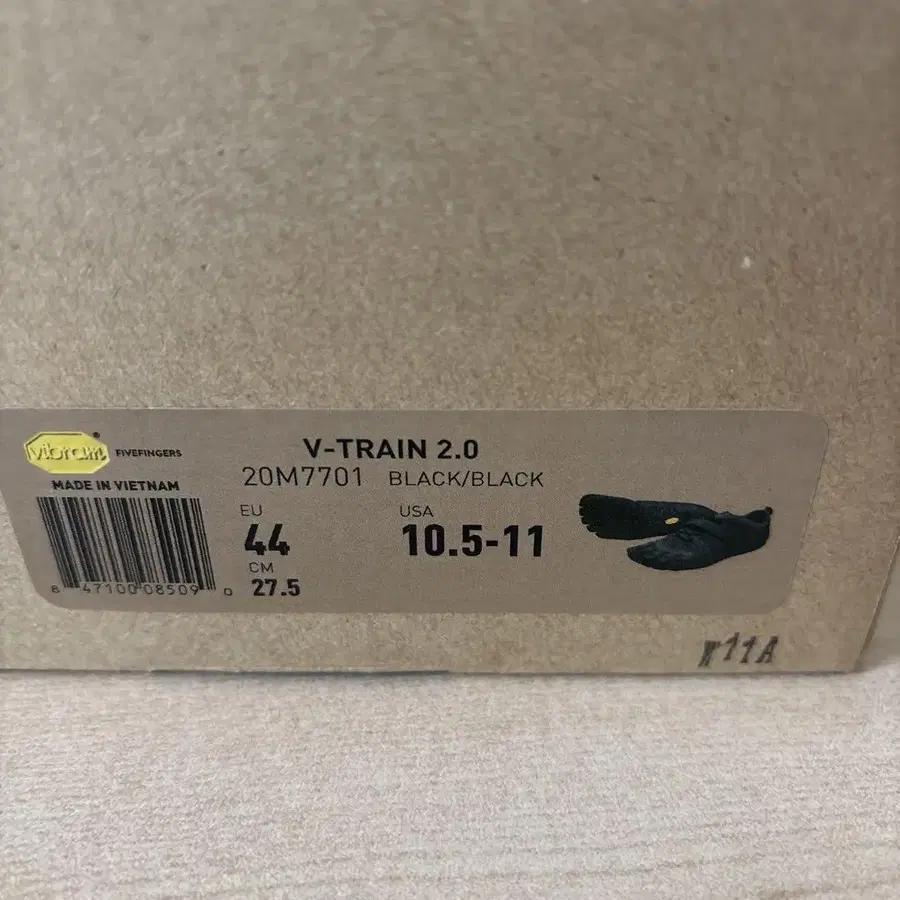 vibram FIVEFINGERS
MADE IN VIETNAM
V-TRAIN 2.0
20M7701 BLACK/BLACK
EU
44
USA
10.5-11
CM
27.5
8 47100 08509 0
W11A